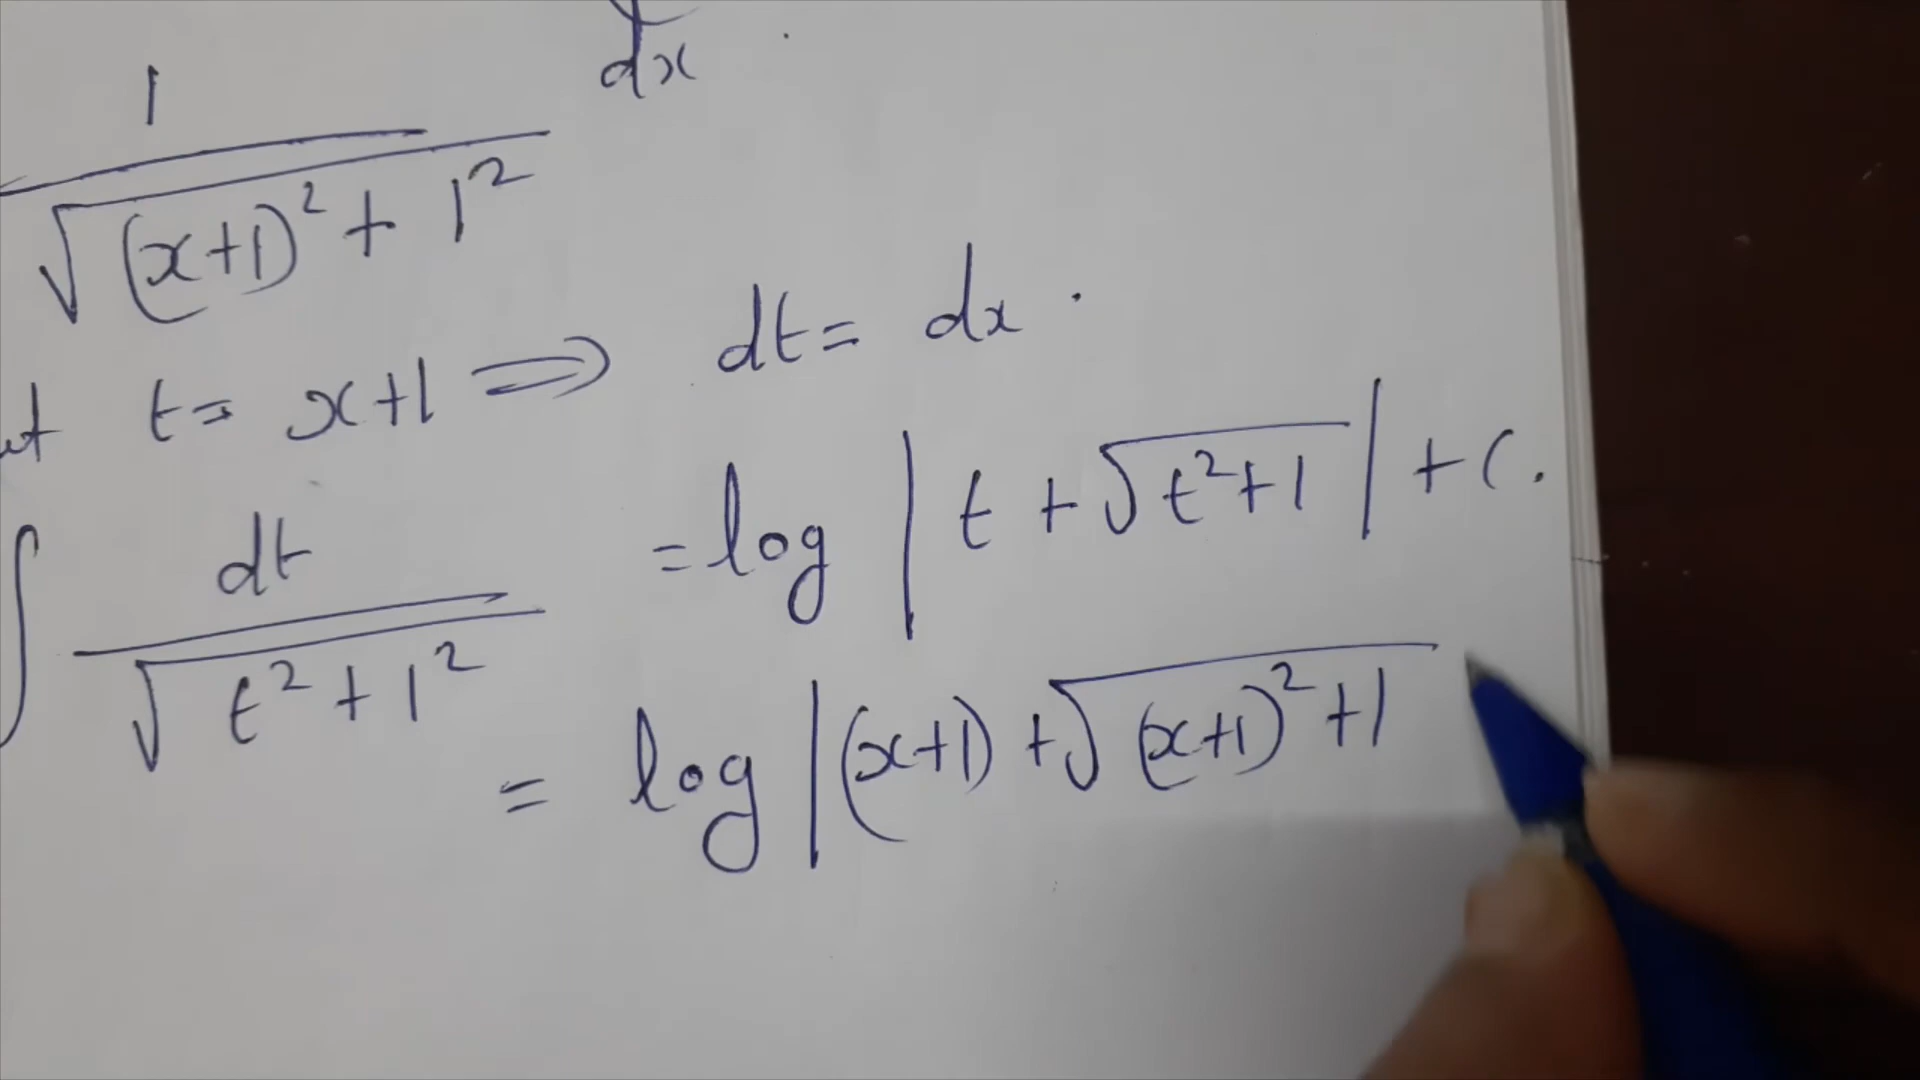 1 / √((x+1)² + 1²) dx.
t = x+1 ⇒ dt = dx.
∫ dt / √(t² + 1²) = log | t + √(t²+1) | + c.
= log |(x+1) + √((x+1)² + 1)